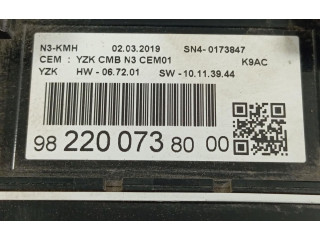 N3-KMH 02.03.2019 SN4-0173847
CEM : YZK CMB N3 CEM01 K9AC
YZK HW - 06.72.01 SW - 10.11.39.44
98 220 073 80 00